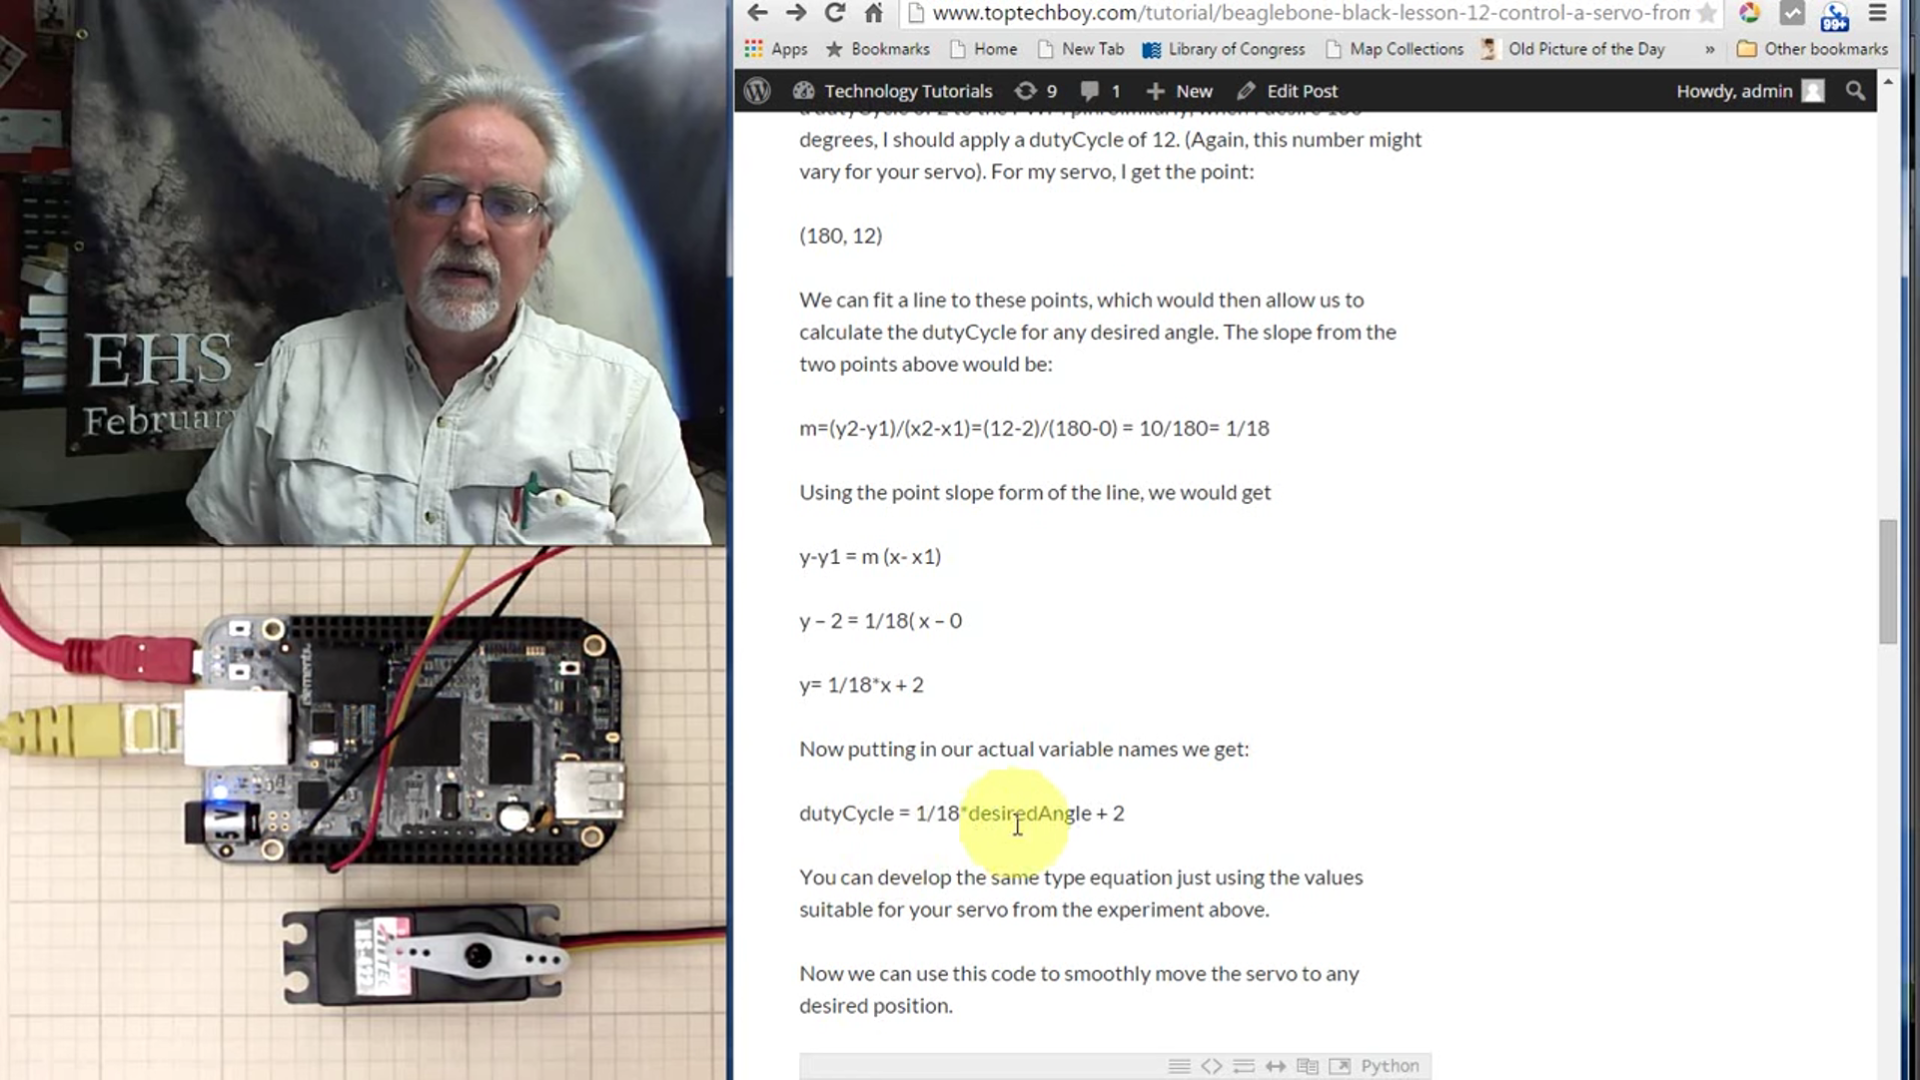 www.toptechboy.com/tutorial/beaglebone-black-lesson-12-control-a-servo-from
99+
Apps Bookmarks Home New Tab Library of Congress Map Collections Old Picture of the Day » Other bookmarks
Technology Tutorials 9 1 + New Edit Post Howdy, admin
degrees, I should apply a dutyCycle of 12. (Again, this number might
vary for your servo). For my servo, I get the point:
(180, 12)
We can fit a line to these points, which would then allow us to
calculate the dutyCycle for any desired angle. The slope from the
two points above would be:
m=(y2-y1)/(x2-x1)=(12-2)/(180-0) = 10/180= 1/18
Using the point slope form of the line, we would get
y-y1 = m (x- x1)
y – 2 = 1/18( x – 0
y= 1/18*x + 2
Now putting in our actual variable names we get:
dutyCycle = 1/18*desiredAngle + 2
You can develop the same type equation just using the values
suitable for your servo from the experiment above.
Now we can use this code to smoothly move the servo to any
desired position.
Python
EHS -
February
5V
HITEC